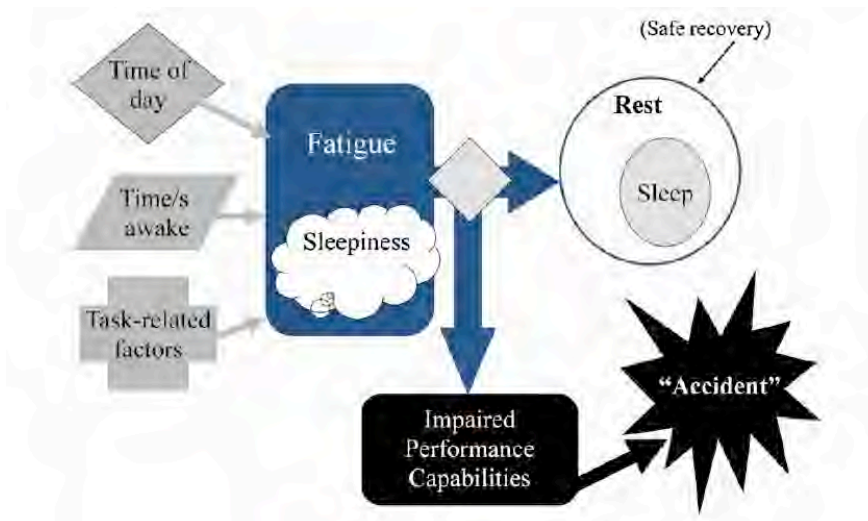 Time of
day
Time/s
awake
Task-related
factors
Fatigue
Sleepiness
(Safe recovery)
Rest
Sleep
Impaired
Performance
Capabilities
“Accident”